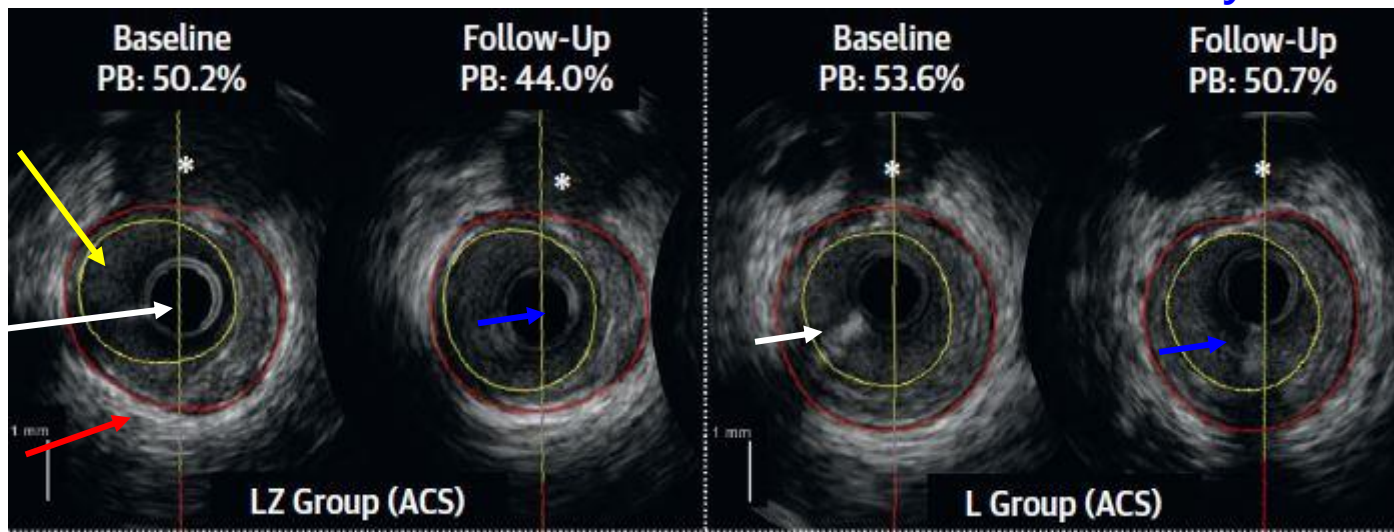 Baseline
PB: 50.2%
Follow-Up
PB: 44.0%
Baseline
PB: 53.6%
Follow-Up
PB: 50.7%
*
*
*
*
1 mm
1 mm
LZ Group (ACS)
L Group (ACS)